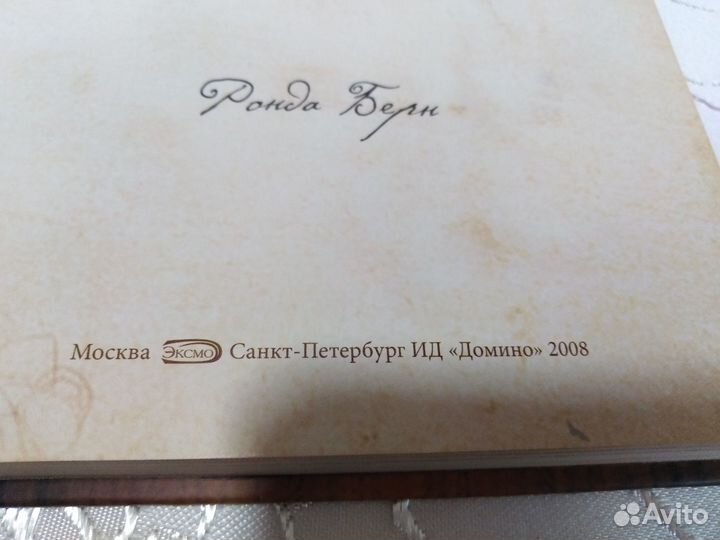 Ронда Берн
Москва ЭКСМО Санкт-Петербург ИД «Домино» 2008
Avito